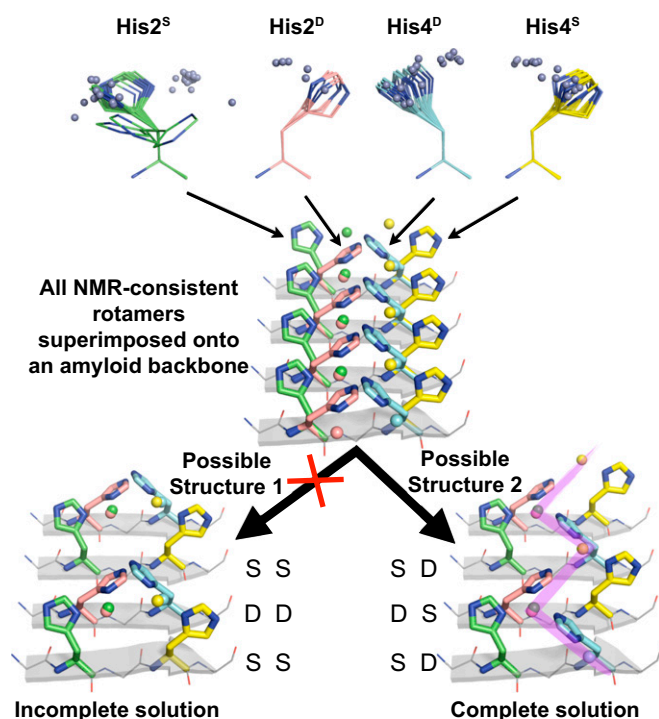 His2ˢ His2ᴰ His4ᴰ His4ˢ
All NMR-consistent
rotamers
superimposed onto
an amyloid backbone
Possible
Structure 1
Possible
Structure 2
S S
D D
S S
S D
D S
S D
Incomplete solution
Complete solution